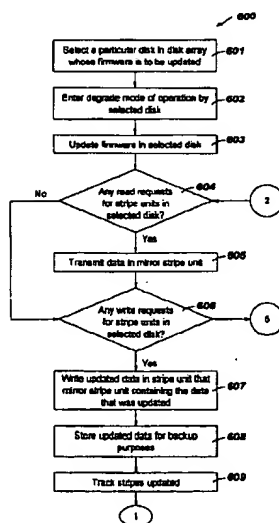 600
Select a particular disk in disk array
whose firmware is to be updated
601
Enter degrade mode of operation by
selected disk
602
Update firmware in selected disk
603
No
Any read requests
for stripe units in
selected disk?
604
2
Yes
Transmit data in mirror stripe unit
605
Any write requests
for stripe units in
selected disk?
606
5
Yes
Write updated data in stripe unit that
mirror stripe unit containing the data
that was updated
607
Store updated data for backup
purposes
608
Track stripes updated
609
1